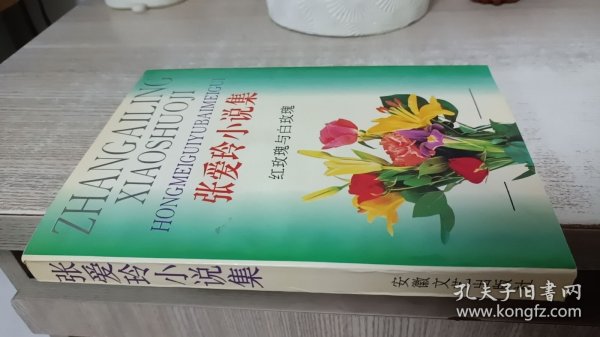 ZHANGAILING
XIAOSHUOJI
HONGMEIGUIYUBAIMEIGUI
张爱玲小说集
红玫瑰与白玫瑰
张爱玲小说集
安徽文艺出版社
孔夫子旧书网
www.kongfz.com